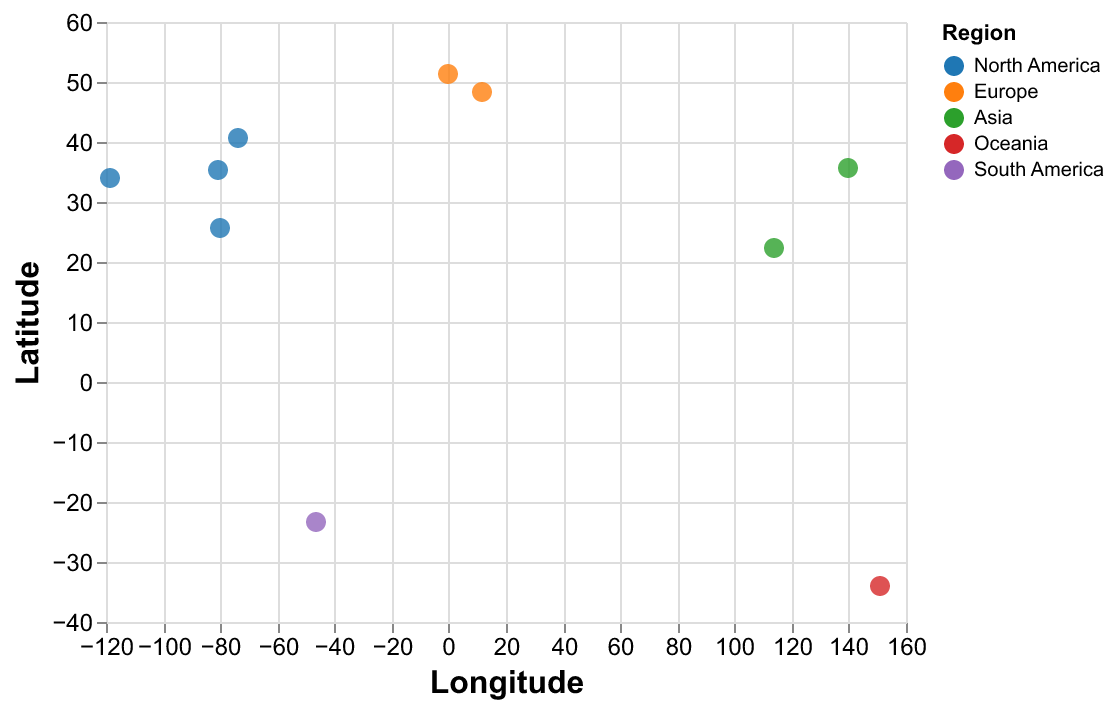 60
50
40
30
20
10
0
−10
−20
−30
−40
Latitude
−120 −100 −80 −60 −40 −20 0 20 40 60 80 100 120 140 160
Longitude
Region
North America
Europe
Asia
Oceania
South America